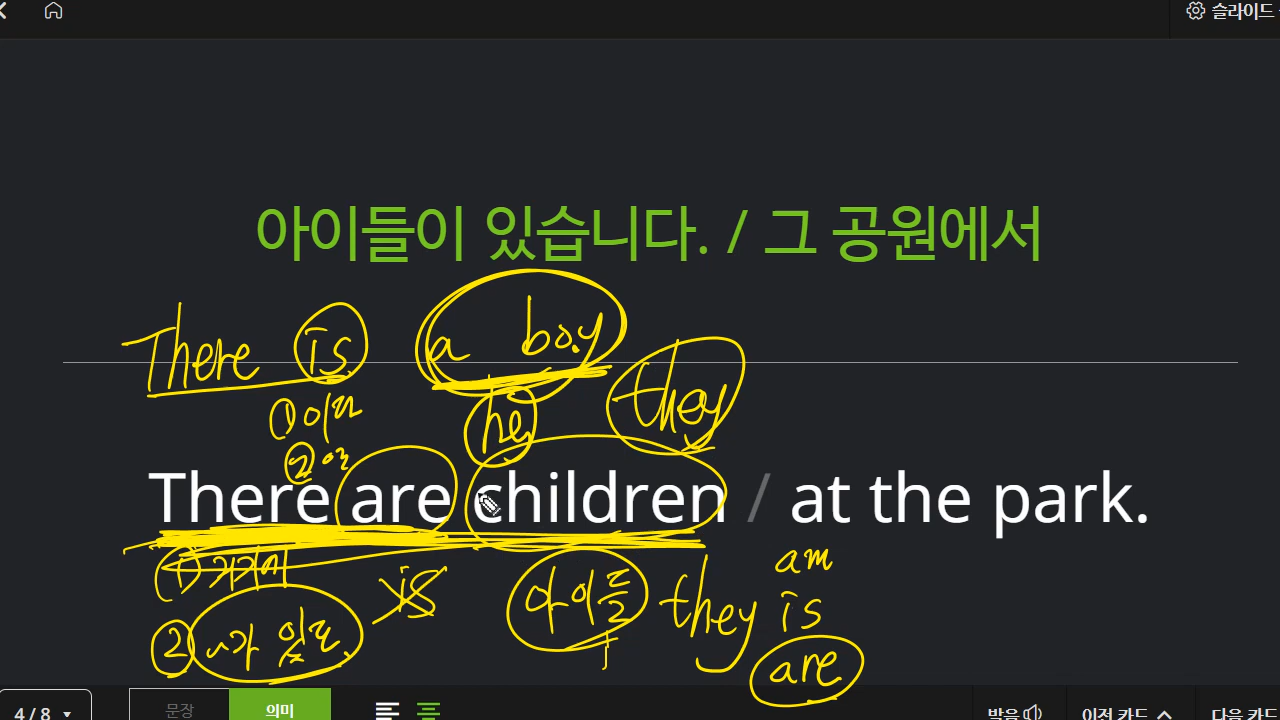 슬라이드
아이들이 있습니다. / 그 공원에서
There is a boy
he they
①이다
②있
There are children / at the park.
am
①거기에
②~가 있다. is 아이들 they is
are
4 / 8 문장 의미 발음 이전 카드 다음 카드